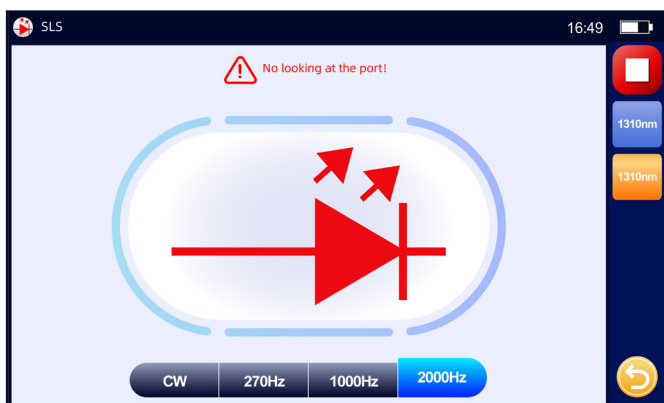 SLS
16:49
No looking at the port!
1310nm
1310nm
CW
270Hz
1000Hz
2000Hz